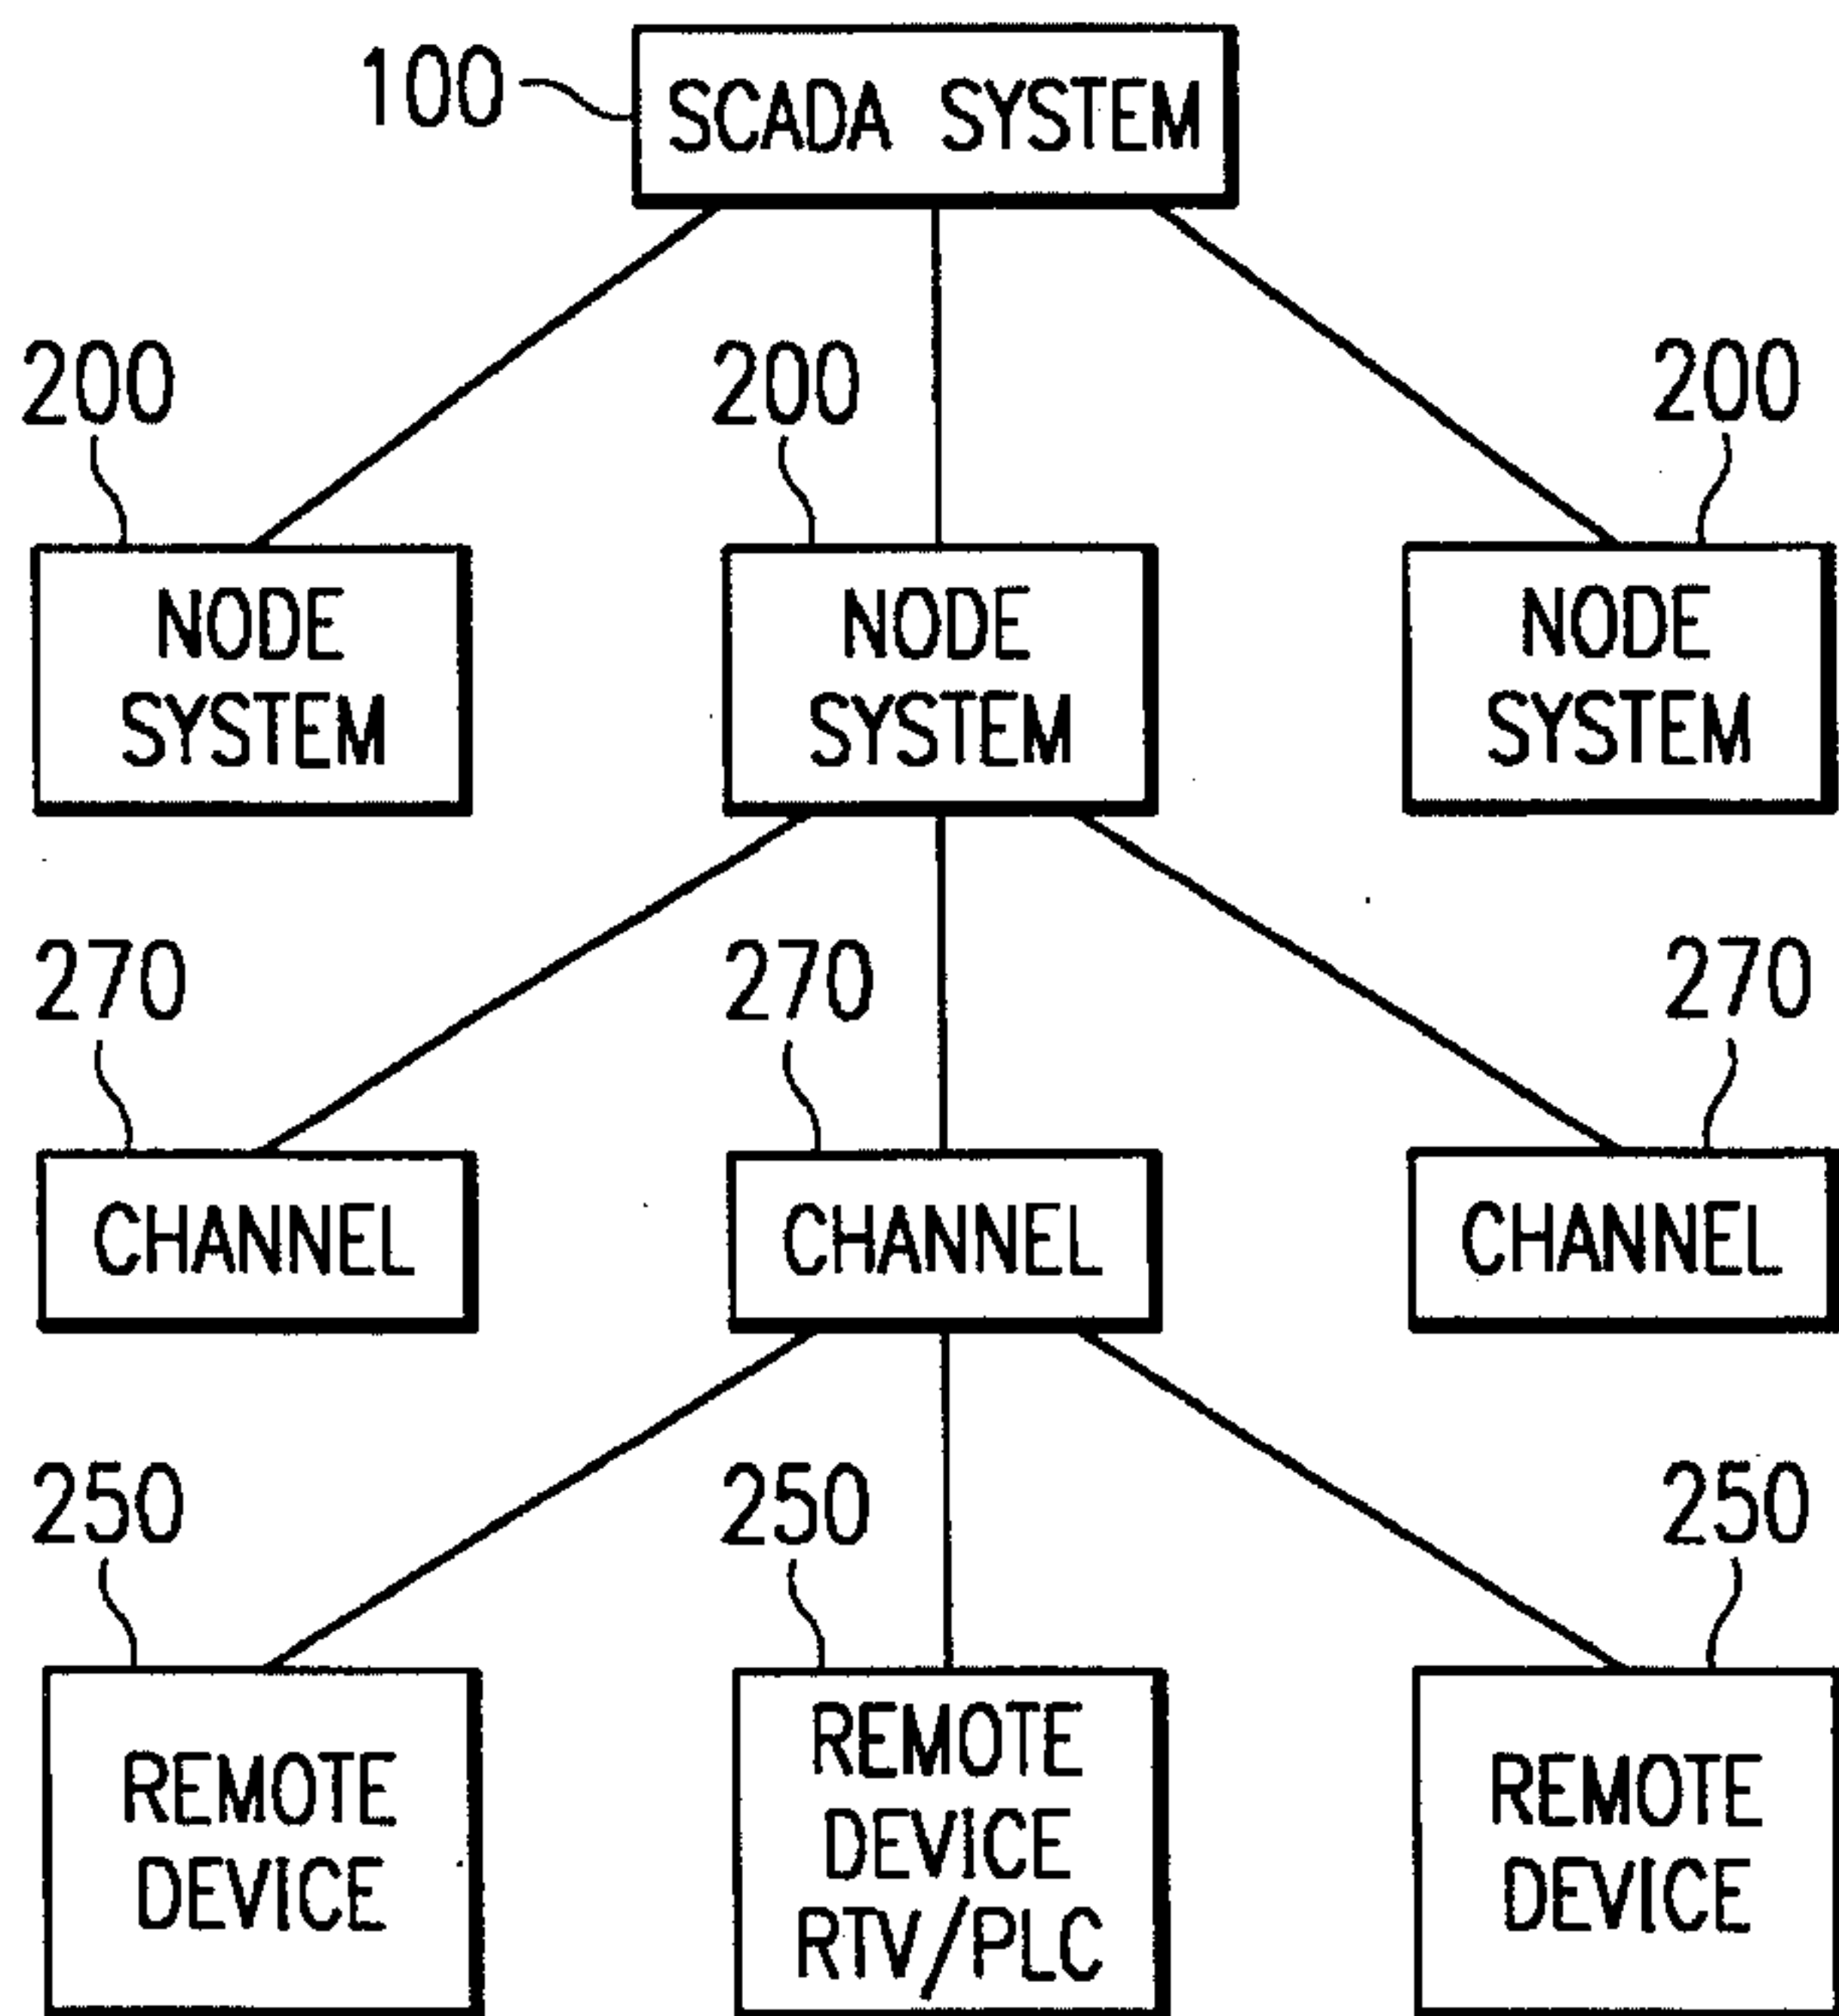 100
SCADA SYSTEM
200 200 200
NODE NODE NODE
SYSTEM SYSTEM SYSTEM
270 270 270
CHANNEL CHANNEL CHANNEL
250 250 250
REMOTE
DEVICE
REMOTE
DEVICE
RTV/PLC
REMOTE
DEVICE